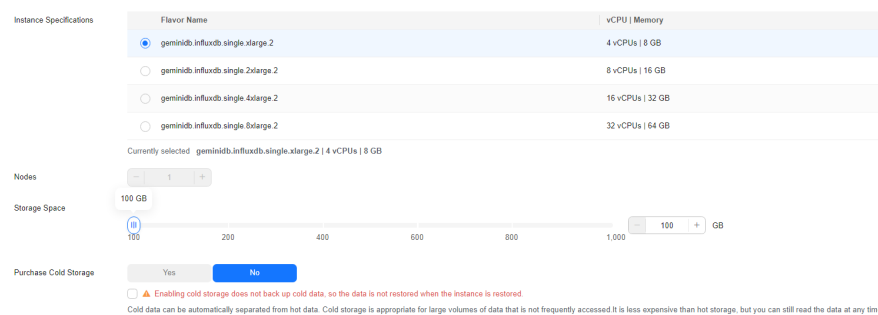 Instance Specifications
Flavor Name vCPU | Memory
geminidb.influxdb.single.xlarge.2 4 vCPUs | 8 GB
geminidb.influxdb.single.2xlarge.2 8 vCPUs | 16 GB
geminidb.influxdb.single.4xlarge.2 16 vCPUs | 32 GB
geminidb.influxdb.single.8xlarge.2 32 vCPUs | 64 GB
Currently selected geminidb.influxdb.single.xlarge.2 | 4 vCPUs | 8 GB
Nodes − 1 +
100 GB
Storage Space
− 100 + GB
100 200 400 600 800 1,000
Purchase Cold Storage Yes No
Enabling cold storage does not back up cold data, so the data is not restored when the instance is restored.
Cold data can be automatically separated from hot data. Cold storage is appropriate for large volumes of data that is not frequently accessed.It is less expensive than hot storage, but you can still read the data at any tim